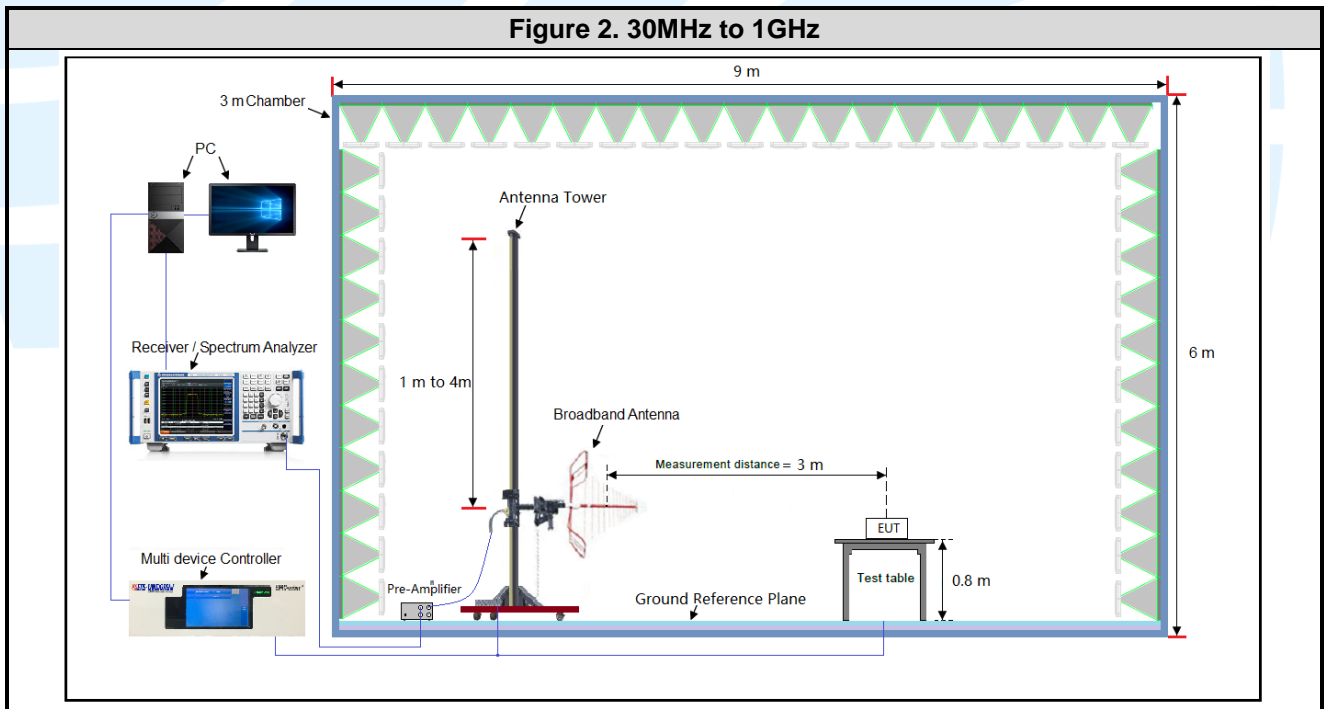 Figure 2. 30MHz to 1GHz
9 m
3 m Chamber
PC
Antenna Tower
Receiver / Spectrum Analyzer
1 m to 4m
6 m
Broadband Antenna
Measurement distance = 3 m
EUT
Multi device Controller
Pre-Amplifier
Test table
0.8 m
Ground Reference Plane